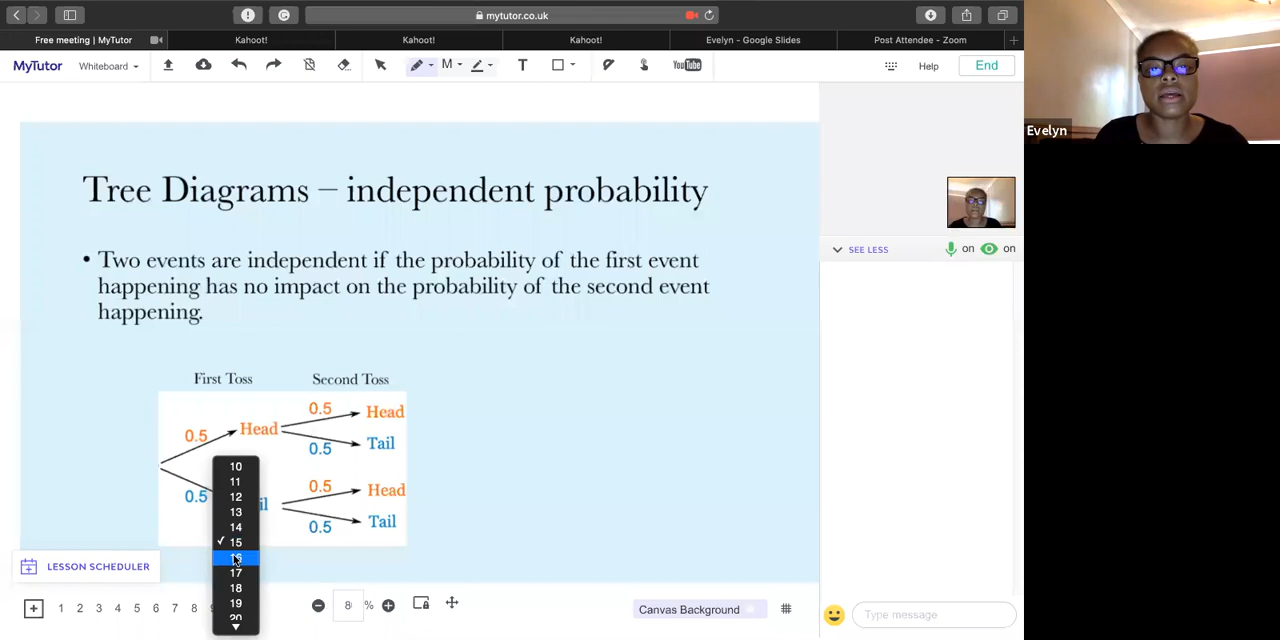 mytutor.co.uk
Free meeting | MyTutor
Kahoot!
Kahoot!
Kahoot!
Evelyn - Google Slides
Post Attendee - Zoom
MyTutor
Whiteboard
M
T
YouTube
Help
End
Evelyn
Tree Diagrams – independent probability
SEE LESS
on
on
• Two events are independent if the probability of the first event
happening has no impact on the probability of the second event
happening.
First Toss
Second Toss
0.5
Head
0.5
Head
0.5
Tail
0.5
il
0.5
Head
0.5
Tail
10
11
12
13
14
✓ 15
16
17
18
19
20
LESSON SCHEDULER
1 2 3 4 5 6 7 8
8 %
Canvas Background
Type message